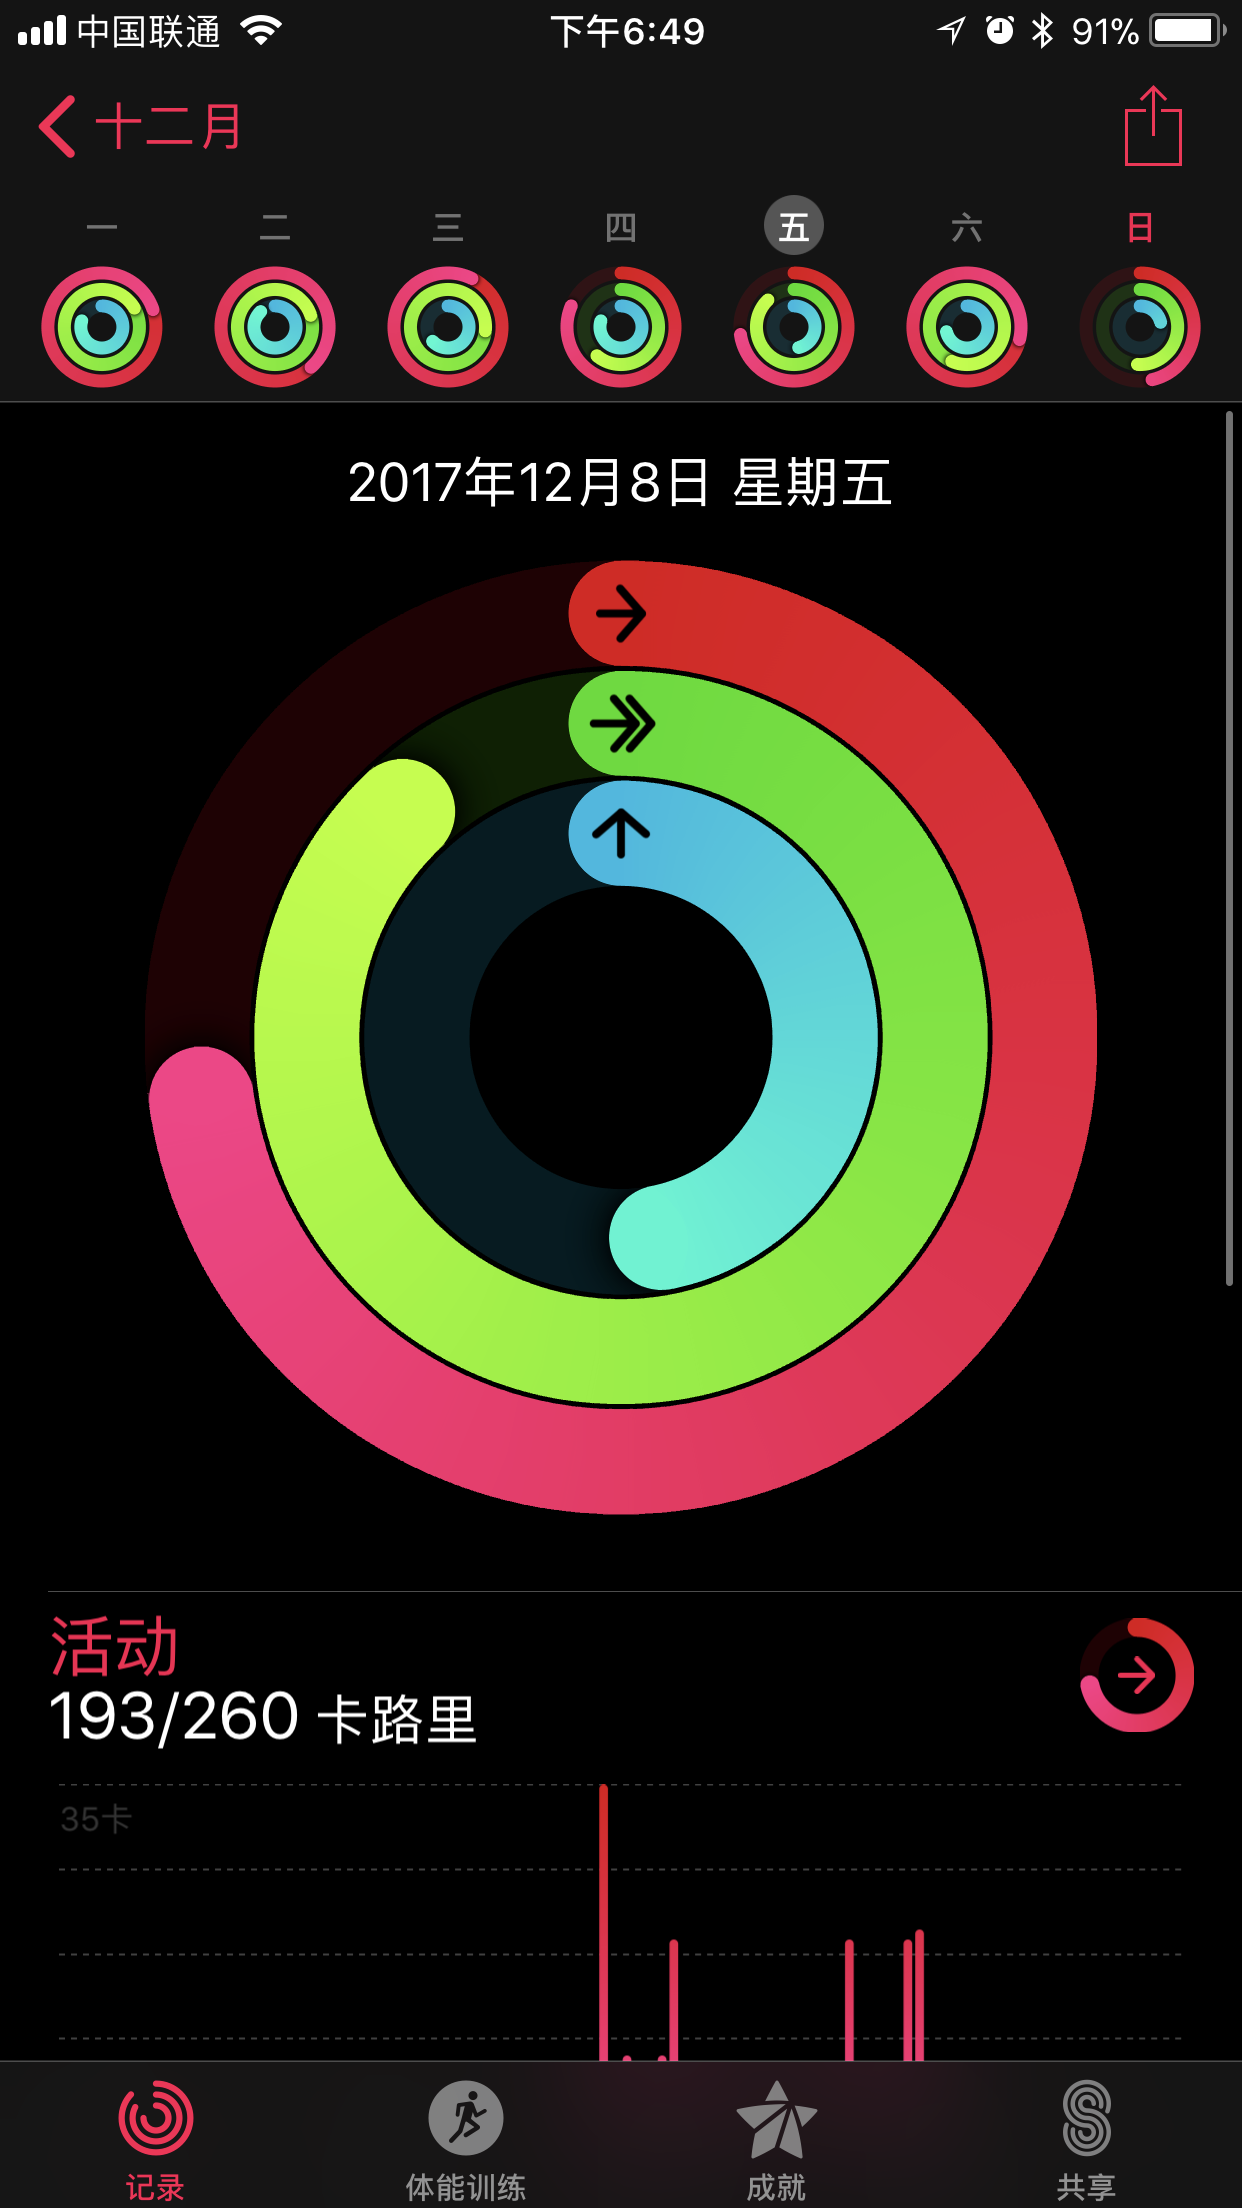 中国联通 下午6:49 91%
十二月
一 二 三 四 五 六 日
2017年12月8日 星期五
活动
193/260 卡路里
35卡
记录 体能训练 成就 共享